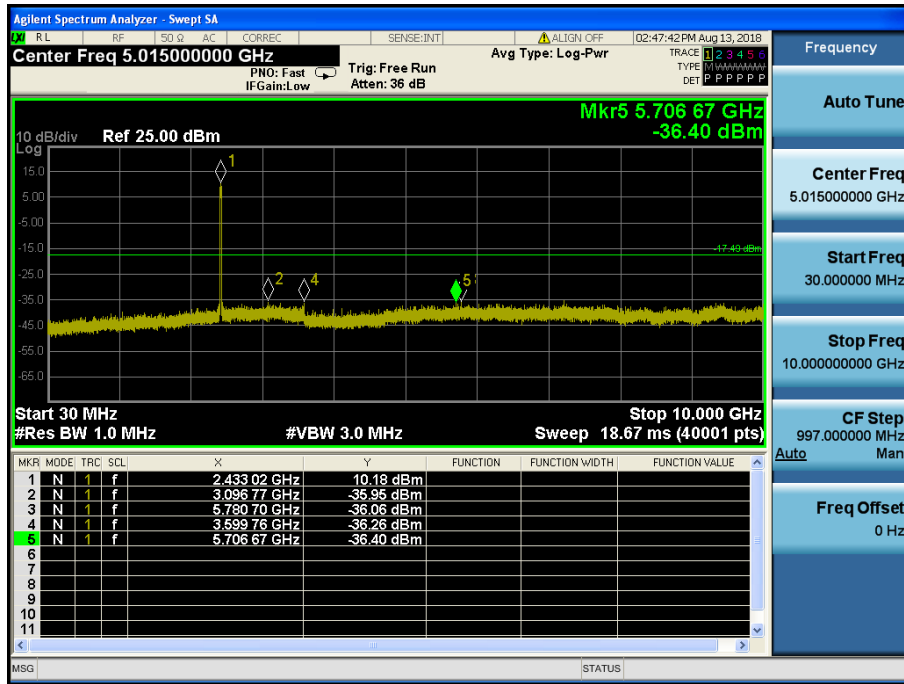 Agilent Spectrum Analyzer - Swept SA
LXI RL RF 50 Ω AC CORREC SENSE:INT ALIGN OFF 02:47:42 PM Aug 13, 2018
Center Freq 5.015000000 GHz
PNO: Fast
IFGain:Low
Trig: Free Run
Atten: 36 dB
Avg Type: Log-Pwr
TRACE 1 2 3 4 5 6
TYPE M W W W W W
DET P P P P P P
Mkr5 5.706 67 GHz
-36.40 dBm
10 dB/div Ref 25.00 dBm
Log
15.0
5.00
-5.00
-15.0
-25.0
-35.0
-45.0
-55.0
-65.0
1
2
4
5
-17.40 dBm
Start 30 MHz Stop 10.000 GHz
#Res BW 1.0 MHz #VBW 3.0 MHz Sweep 18.67 ms (40001 pts)
MKR MODE TRC SCL X Y FUNCTION FUNCTION WIDTH FUNCTION VALUE
1 N 1 f 2.433 02 GHz 10.18 dBm
2 N 1 f 3.096 77 GHz -35.95 dBm
3 N 1 f 5.780 70 GHz -36.06 dBm
4 N 1 f 3.599 76 GHz -36.26 dBm
5 N 1 f 5.706 67 GHz -36.40 dBm
6
7
8
9
10
11
MSG STATUS
Frequency
Auto Tune
Center Freq
5.015000000 GHz
Start Freq
30.000000 MHz
Stop Freq
10.000000000 GHz
CF Step
997.000000 MHz
Auto Man
Freq Offset
0 Hz